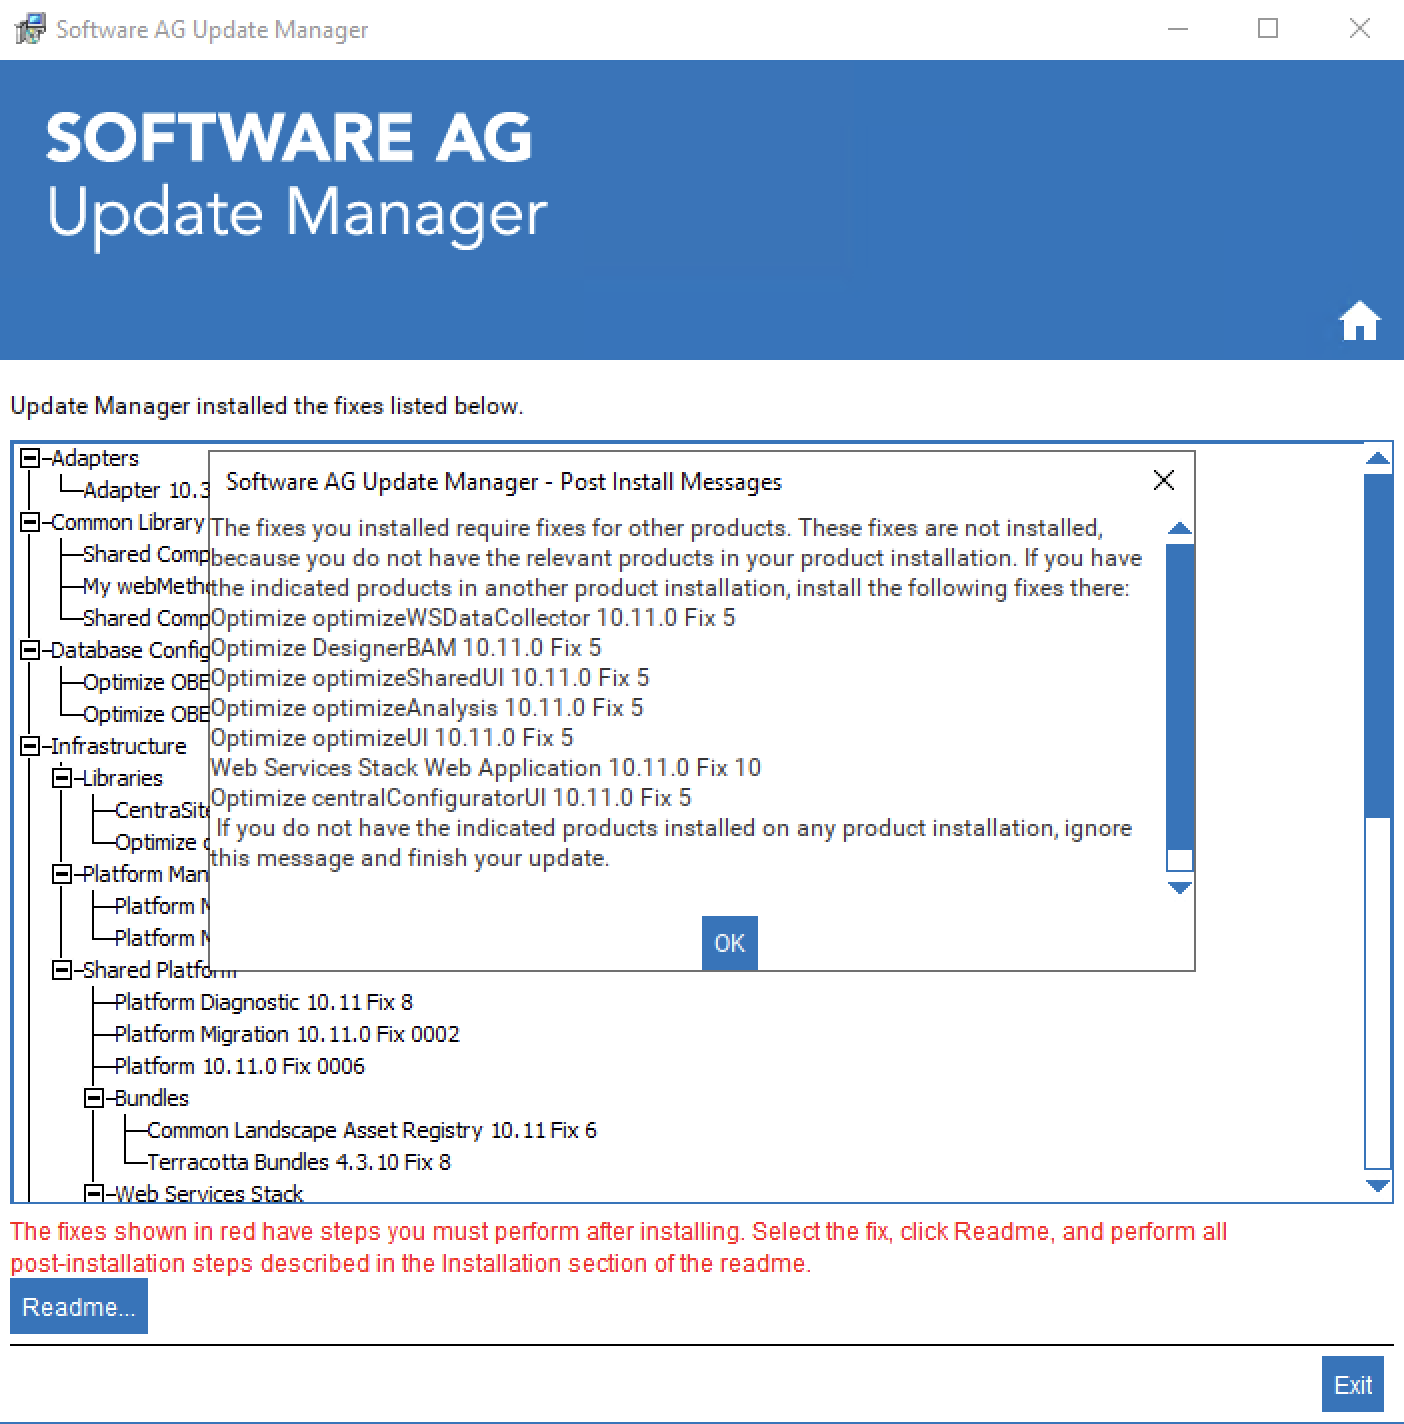 Software AG Update Manager
SOFTWARE AG
Update Manager
Update Manager installed the fixes listed below.
Adapters
Adapter 10.3
Common Library
Shared Comp
My webMetho
Shared Comp
Database Config
Optimize OBE
Optimize OBE
Infrastructure
Libraries
CentraSite
Optimize
Platform Man
Platform
Platform
Shared Platform
Platform Diagnostic 10.11 Fix 8
Platform Migration 10.11.0 Fix 0002
Platform 10.11.0 Fix 0006
Bundles
Common Landscape Asset Registry 10.11 Fix 6
Terracotta Bundles 4.3.10 Fix 8
Web Services Stack
Software AG Update Manager - Post Install Messages
The fixes you installed require fixes for other products. These fixes are not installed,
because you do not have the relevant products in your product installation. If you have
the indicated products in another product installation, install the following fixes there:
Optimize optimizeWSDataCollector 10.11.0 Fix 5
Optimize DesignerBAM 10.11.0 Fix 5
Optimize optimizeSharedUI 10.11.0 Fix 5
Optimize optimizeAnalysis 10.11.0 Fix 5
Optimize optimizeUI 10.11.0 Fix 5
Web Services Stack Web Application 10.11.0 Fix 10
Optimize centralConfiguratorUI 10.11.0 Fix 5
If you do not have the indicated products installed on any product installation, ignore
this message and finish your update.
OK
The fixes shown in red have steps you must perform after installing. Select the fix, click Readme, and perform all
post-installation steps described in the Installation section of the readme.
Readme...
Exit